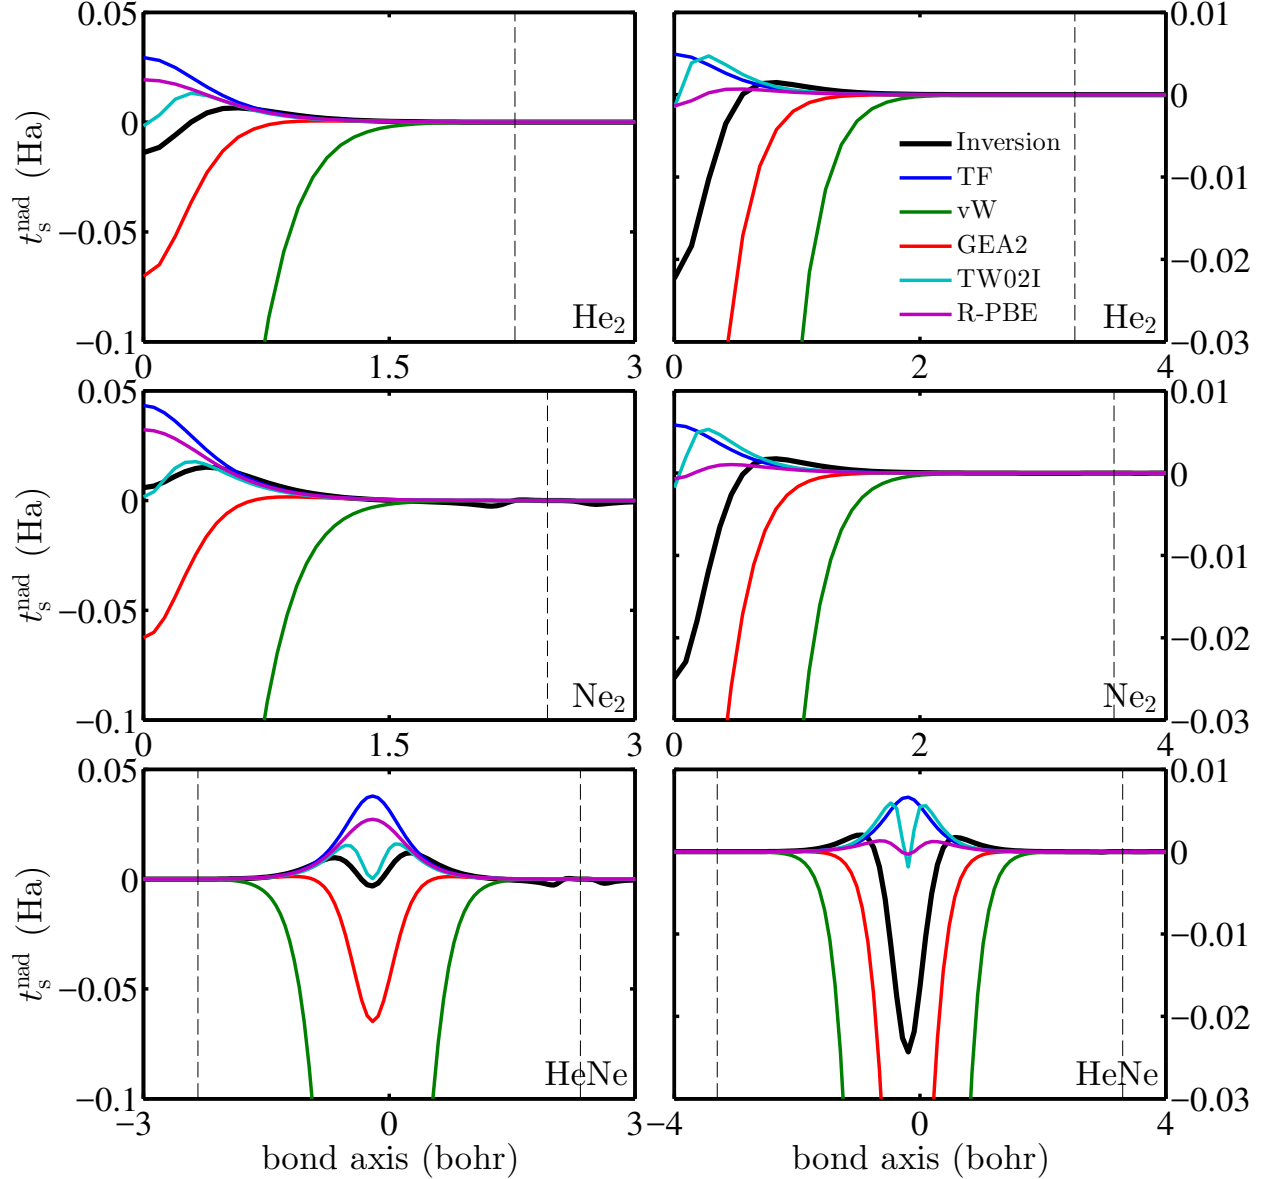 0.05
0
−0.05
−0.1
t_s^nad (Ha)
He₂
0
1.5
3
0.01
0
−0.01
−0.02
−0.03
Inversion
TF
vW
GEA2
TW02I
R-PBE
He₂
0
2
4
0.05
0
−0.05
−0.1
t_s^nad (Ha)
Ne₂
0
1.5
3
0.01
0
−0.01
−0.02
−0.03
Ne₂
0
2
4
0.05
0
−0.05
−0.1
t_s^nad (Ha)
HeNe
−3
0
3
bond axis (bohr)
0.01
0
−0.01
−0.02
−0.03
HeNe
−4
0
4
bond axis (bohr)